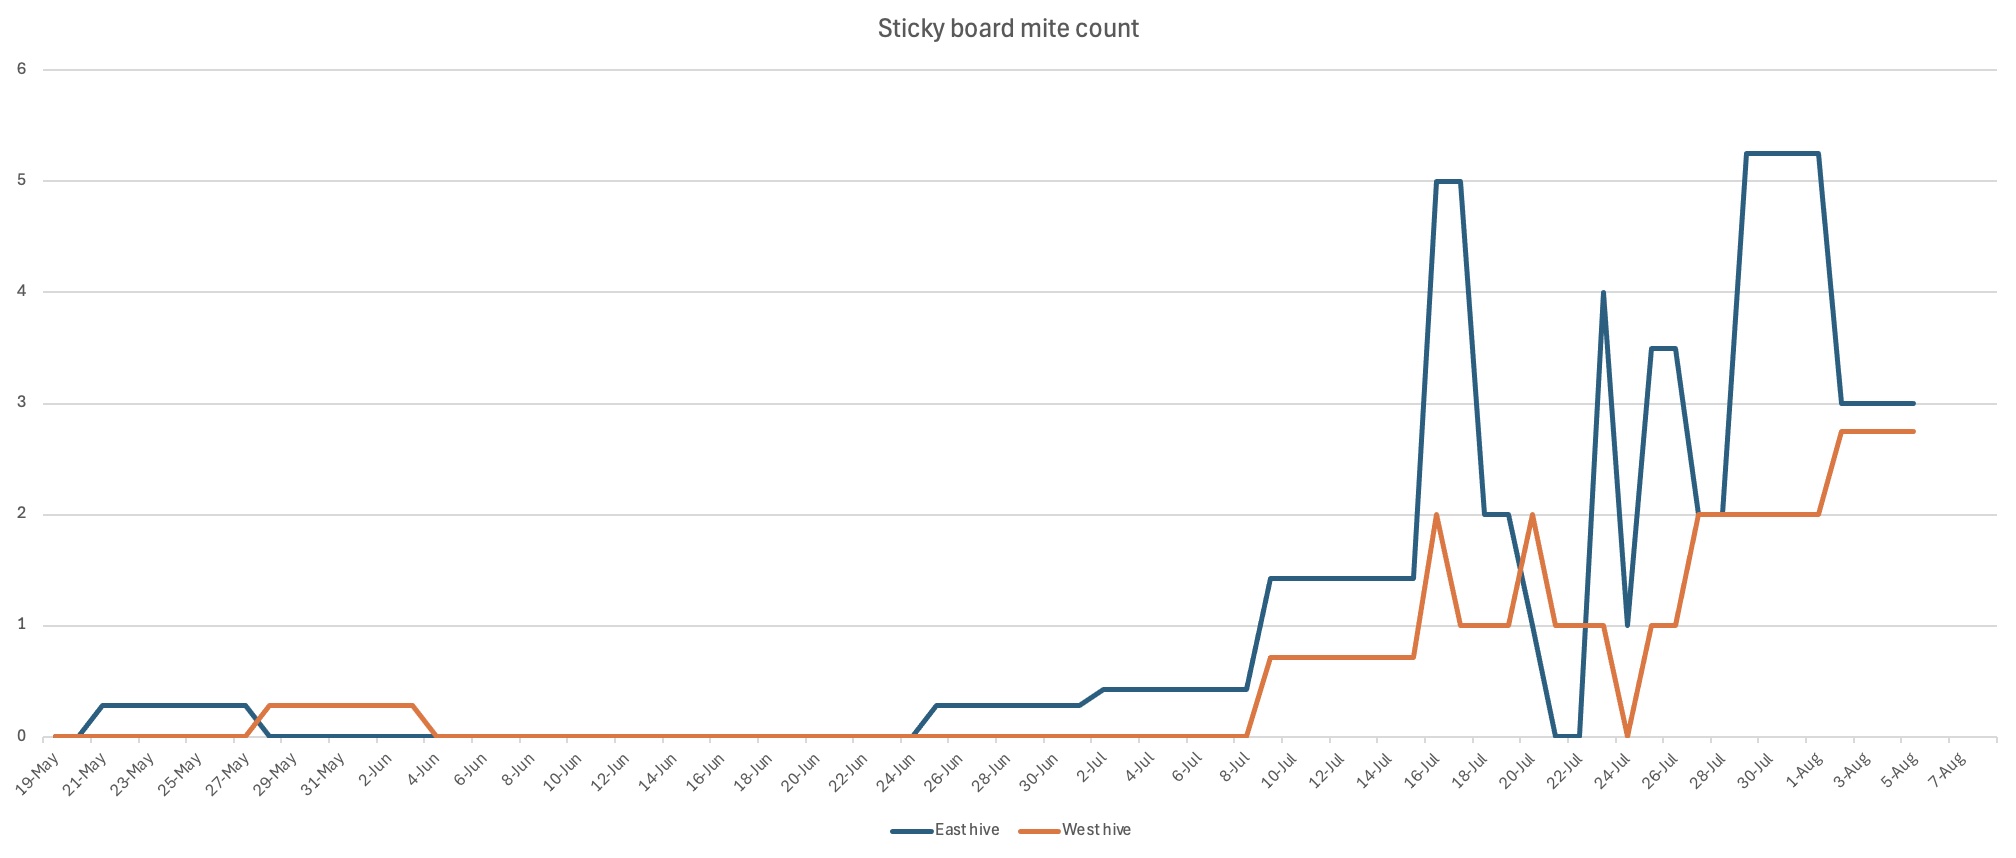 Sticky board mite count
6
5
4
3
2
1
0
19-May 21-May 23-May 25-May 27-May 29-May 31-May 2-Jun 4-Jun 6-Jun 8-Jun 10-Jun 12-Jun 14-Jun 16-Jun 18-Jun 20-Jun 22-Jun 24-Jun 26-Jun 28-Jun 30-Jun 2-Jul 4-Jul 6-Jul 8-Jul 10-Jul 12-Jul 14-Jul 16-Jul 18-Jul 20-Jul 22-Jul 24-Jul 26-Jul 28-Jul 30-Jul 1-Aug 3-Aug 5-Aug 7-Aug
East hive West hive